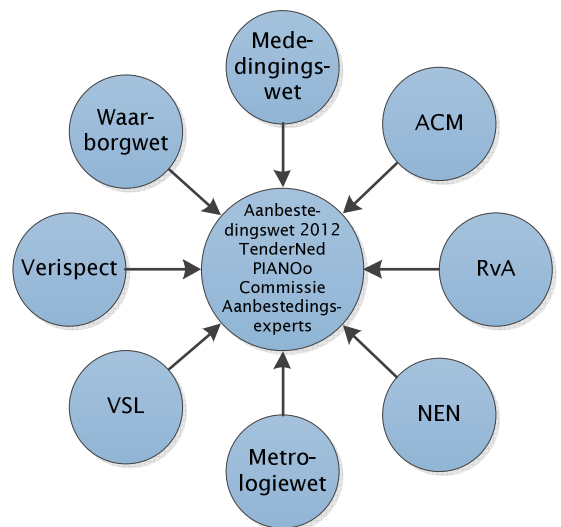 Mede-
dingings-
wet
ACM
Waar-
borgwet
Aanbeste-
dingswet 2012
TenderNed
PIANOo
Commissie
Aanbestedings-
experts
Verispect
RvA
VSL
NEN
Metro-
logiewet